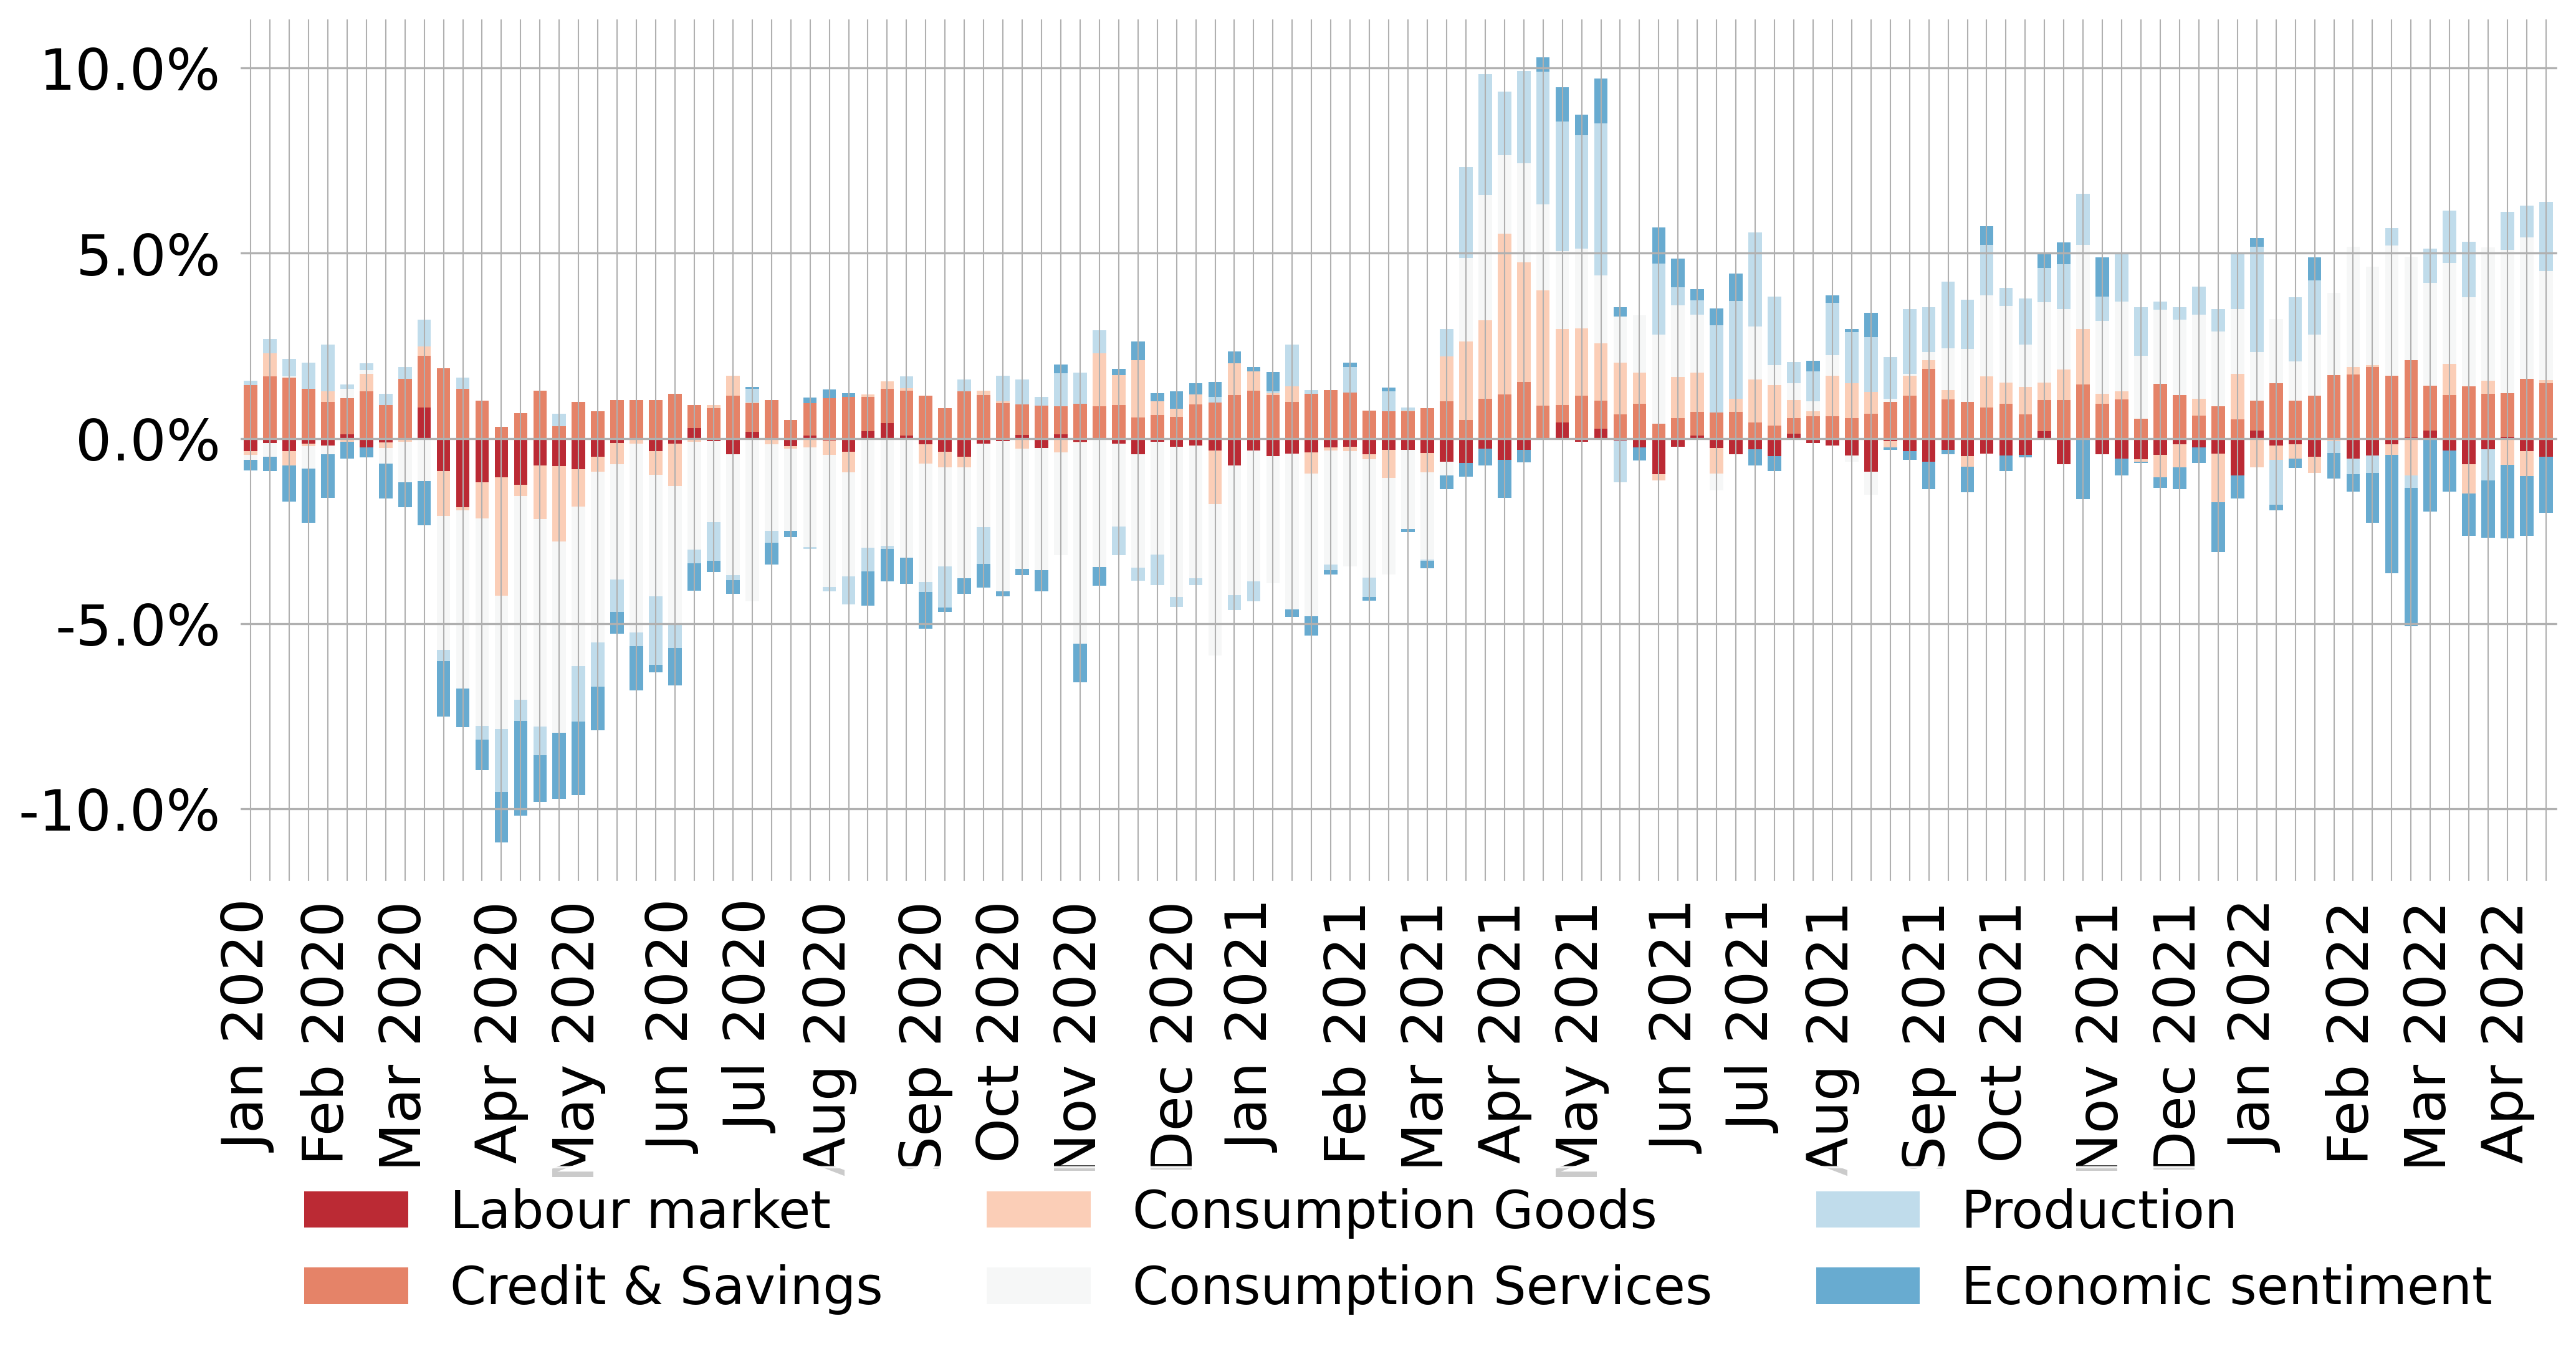 10.0%
5.0%
0.0%
-5.0%
-10.0%
Jan 2020
Feb 2020
Mar 2020
Apr 2020
May 2020
Jun 2020
Jul 2020
Aug 2020
Sep 2020
Oct 2020
Nov 2020
Dec 2020
Jan 2021
Feb 2021
Mar 2021
Apr 2021
May 2021
Jun 2021
Jul 2021
Aug 2021
Sep 2021
Oct 2021
Nov 2021
Dec 2021
Jan 2022
Feb 2022
Mar 2022
Apr 2022
Labour market
Consumption Goods
Production
Credit & Savings
Consumption Services
Economic sentiment